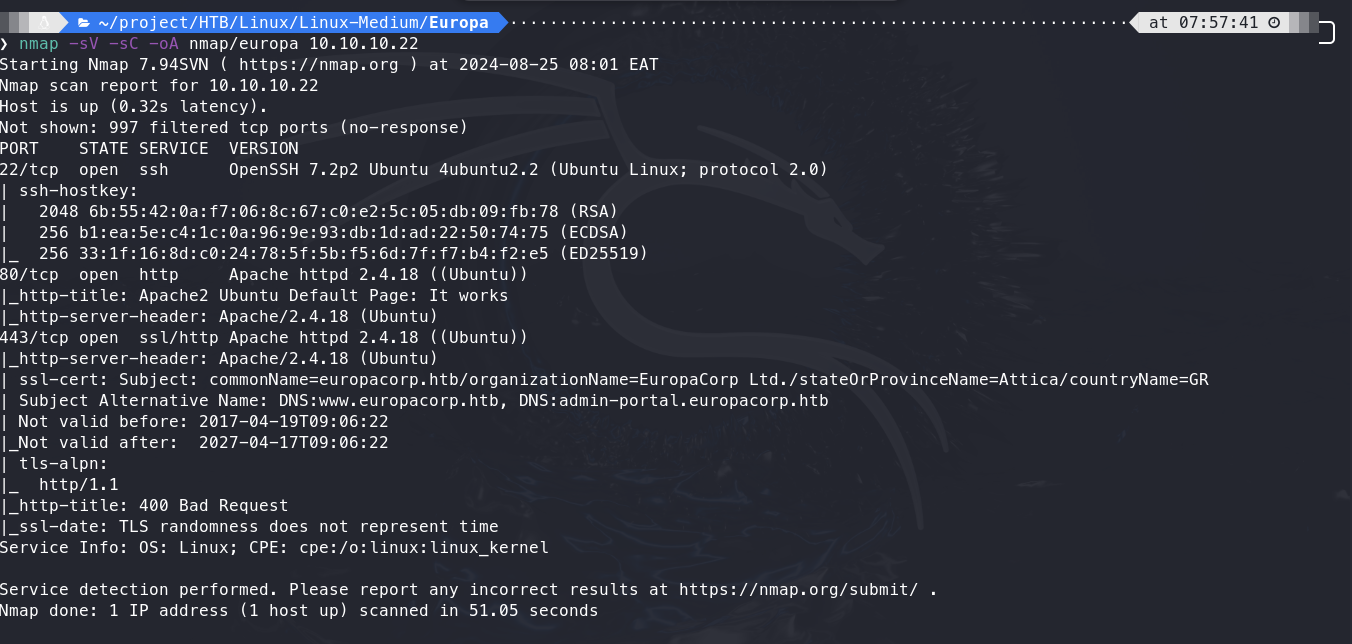 ~/project/HTB/Linux/Linux-Medium/Europa at 07:57:41
❯ nmap -sV -sC -oA nmap/europa 10.10.10.22
Starting Nmap 7.94SVN ( https://nmap.org ) at 2024-08-25 08:01 EAT
Nmap scan report for 10.10.10.22
Host is up (0.32s latency).
Not shown: 997 filtered tcp ports (no-response)
PORT    STATE SERVICE  VERSION
22/tcp  open  ssh      OpenSSH 7.2p2 Ubuntu 4ubuntu2.2 (Ubuntu Linux; protocol 2.0)
| ssh-hostkey:
|   2048 6b:55:42:0a:f7:06:8c:67:c0:e2:5c:05:db:09:fb:78 (RSA)
|   256 b1:ea:5e:c4:1c:0a:96:9e:93:db:1d:ad:22:50:74:75 (ECDSA)
|_  256 33:1f:16:8d:c0:24:78:5f:5b:f5:6d:7f:f7:b4:f2:e5 (ED25519)
80/tcp  open  http     Apache httpd 2.4.18 ((Ubuntu))
|_http-title: Apache2 Ubuntu Default Page: It works
|_http-server-header: Apache/2.4.18 (Ubuntu)
443/tcp open  ssl/http Apache httpd 2.4.18 ((Ubuntu))
|_http-server-header: Apache/2.4.18 (Ubuntu)
| ssl-cert: Subject: commonName=europacorp.htb/organizationName=EuropaCorp Ltd./stateOrProvinceName=Attica/countryName=GR
| Subject Alternative Name: DNS:www.europacorp.htb, DNS:admin-portal.europacorp.htb
| Not valid before: 2017-04-19T09:06:22
|_Not valid after:  2027-04-17T09:06:22
| tls-alpn:
|_  http/1.1
|_http-title: 400 Bad Request
|_ssl-date: TLS randomness does not represent time
Service Info: OS: Linux; CPE: cpe:/o:linux:linux_kernel
Service detection performed. Please report any incorrect results at https://nmap.org/submit/ .
Nmap done: 1 IP address (1 host up) scanned in 51.05 seconds